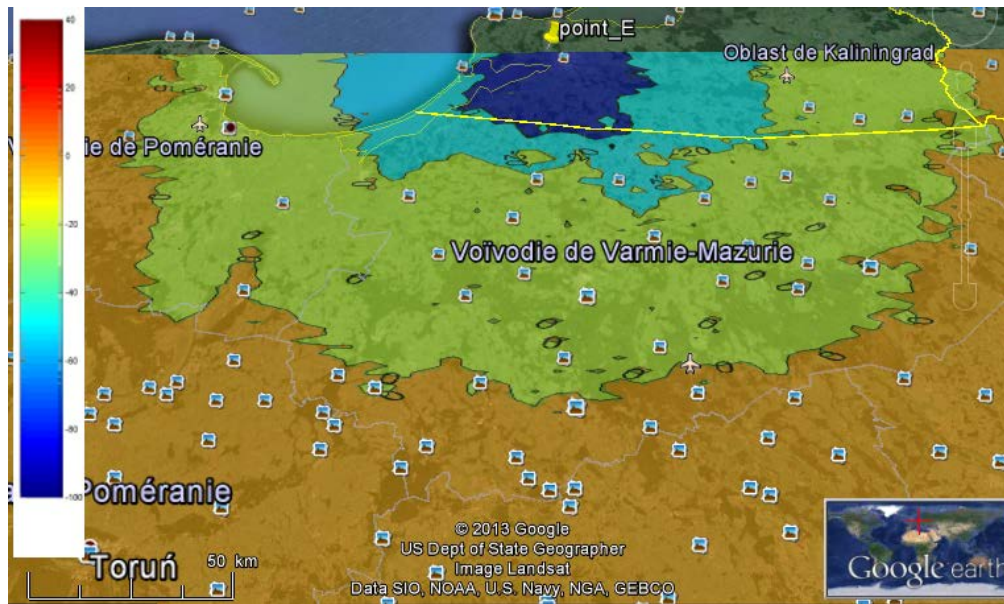 40
20
0
-20
-40
-60
-80
-100
point_E
Oblast de Kaliningrad
ie de Poméranie
Voïvodie de Varmie-Mazurie
Poméranie
Toruń
50 km
© 2013 Google
US Dept of State Geographer
Image Landsat
Data SIO, NOAA, U.S. Navy, NGA, GEBCO
Google earth